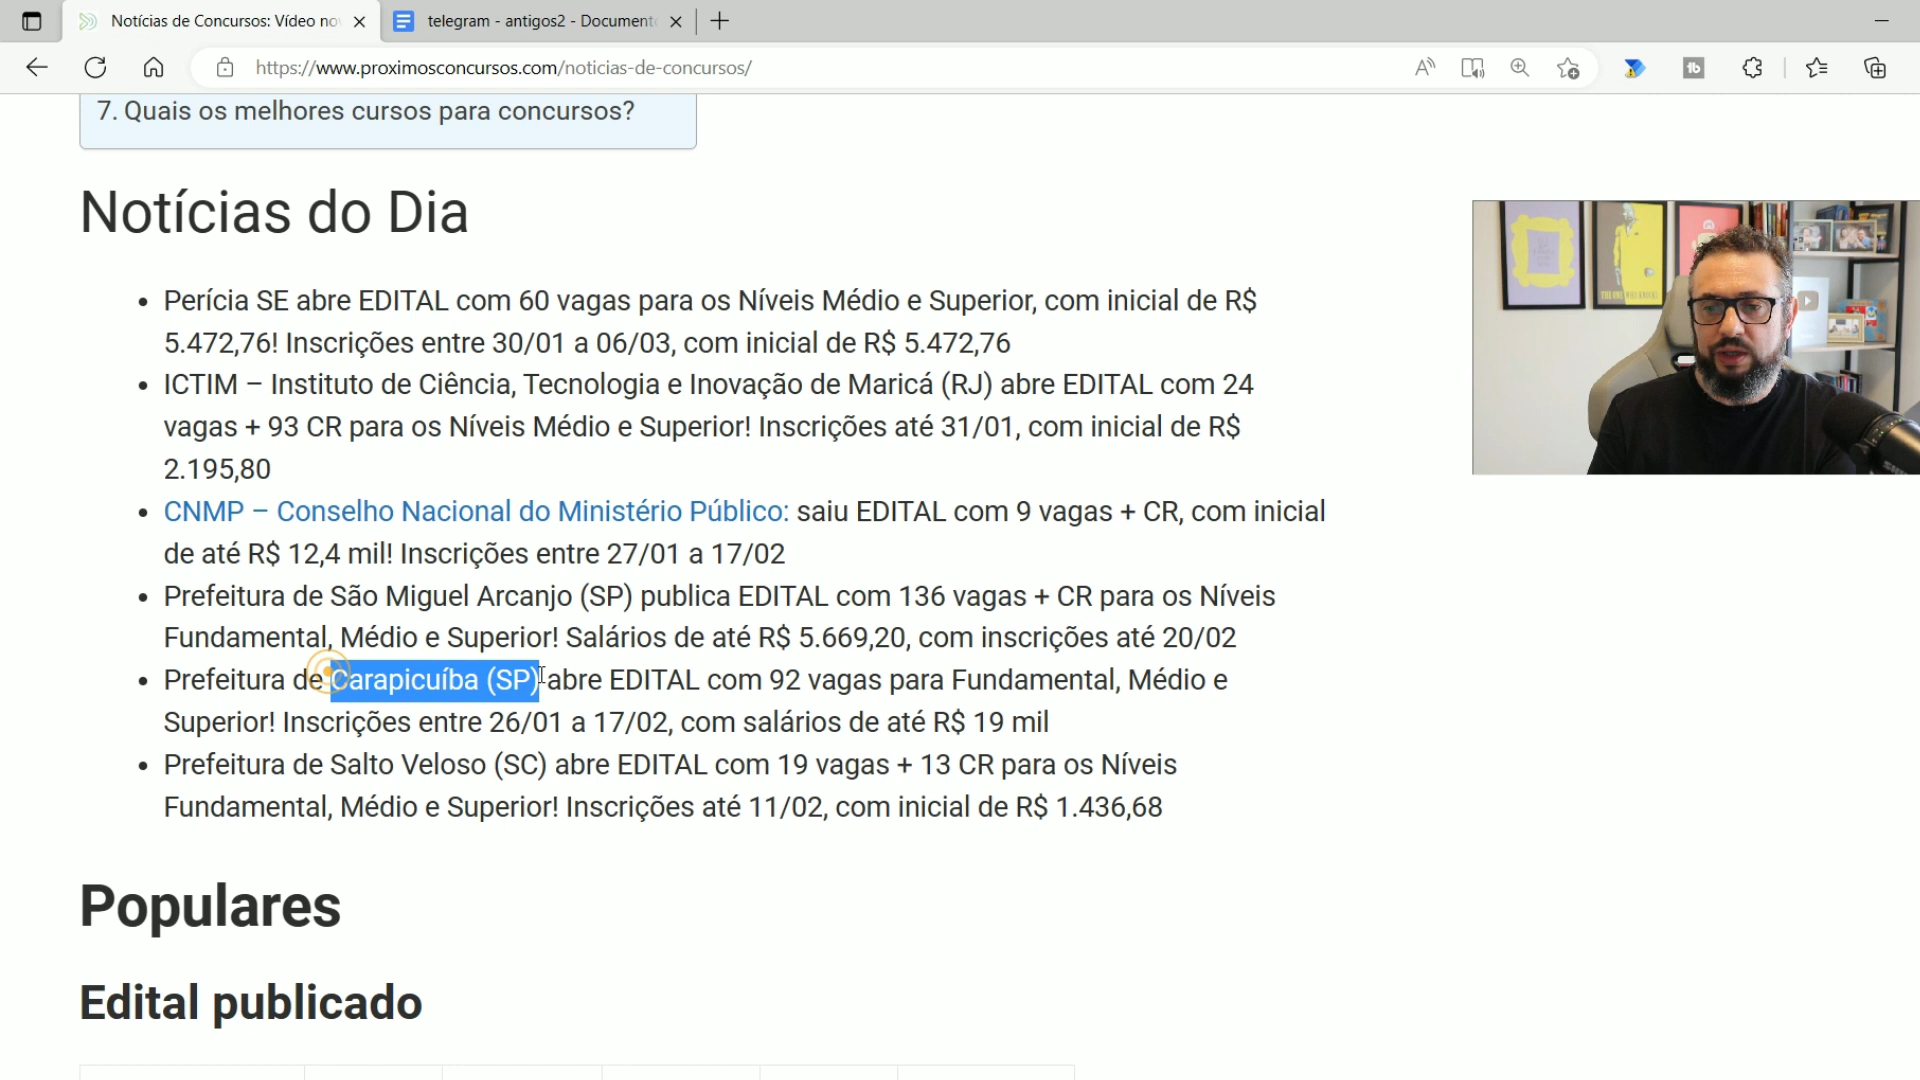 Notícias de Concursos: Vídeo no
telegram - antigos2 - Document
https://www.proximosconcursos.com/noticias-de-concursos/
7. Quais os melhores cursos para concursos?
Notícias do Dia
• Perícia SE abre EDITAL com 60 vagas para os Níveis Médio e Superior, com inicial de R$
5.472,76! Inscrições entre 30/01 a 06/03, com inicial de R$ 5.472,76
• ICTIM – Instituto de Ciência, Tecnologia e Inovação de Maricá (RJ) abre EDITAL com 24
vagas + 93 CR para os Níveis Médio e Superior! Inscrições até 31/01, com inicial de R$
2.195,80
• CNMP – Conselho Nacional do Ministério Público: saiu EDITAL com 9 vagas + CR, com inicial
de até R$ 12,4 mil! Inscrições entre 27/01 a 17/02
• Prefeitura de São Miguel Arcanjo (SP) publica EDITAL com 136 vagas + CR para os Níveis
Fundamental, Médio e Superior! Salários de até R$ 5.669,20, com inscrições até 20/02
• Prefeitura de Carapicuíba (SP) abre EDITAL com 92 vagas para Fundamental, Médio e
Superior! Inscrições entre 26/01 a 17/02, com salários de até R$ 19 mil
• Prefeitura de Salto Veloso (SC) abre EDITAL com 19 vagas + 13 CR para os Níveis
Fundamental, Médio e Superior! Inscrições até 11/02, com inicial de R$ 1.436,68
Populares
Edital publicado